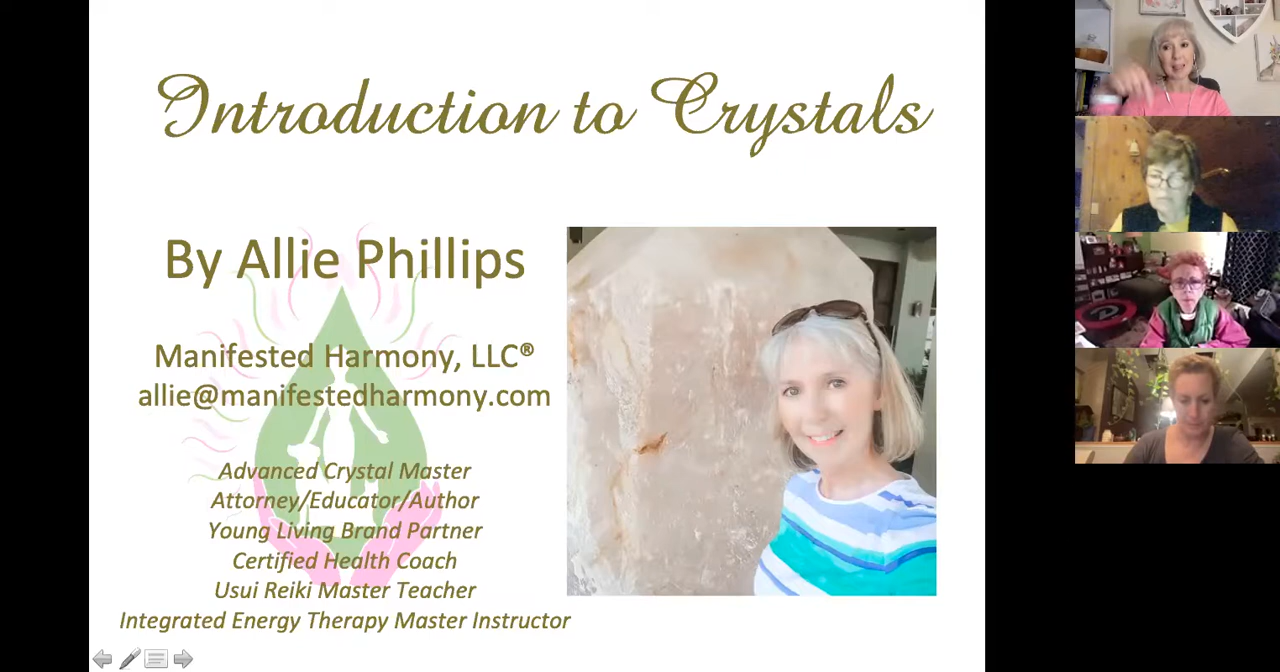 Introduction to Crystals
By Allie Phillips
Manifested Harmony, LLC®
allie@manifestedharmony.com
Advanced Crystal Master
Attorney/Educator/Author
Young Living Brand Partner
Certified Health Coach
Usui Reiki Master Teacher
Integrated Energy Therapy Master Instructor